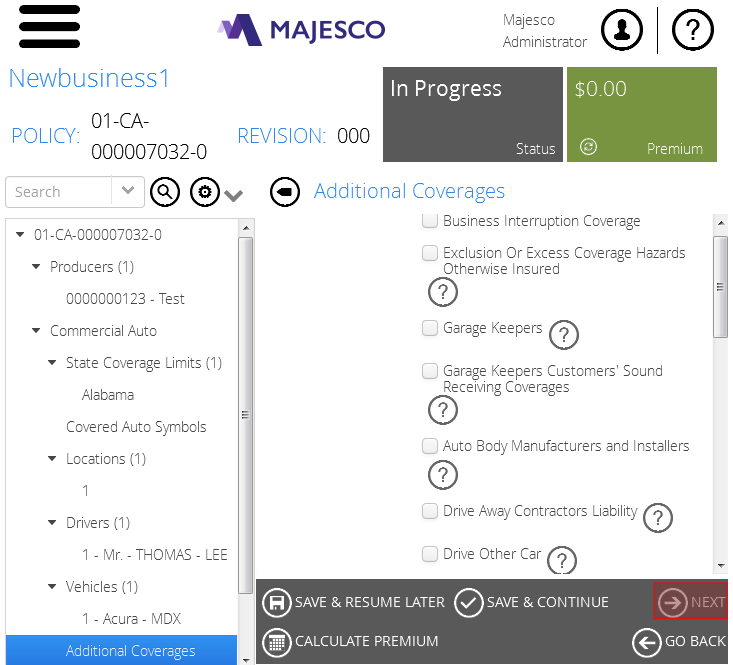 MAJESCO
Majesco
Administrator
?
Newbusiness1
POLICY:
01-CA-
000007032-0
REVISION:
000
In Progress
Status
$0.00
Premium
Search
Additional Coverages
01-CA-000007032-0
Producers (1)
0000000123 - Test
Commercial Auto
State Coverage Limits (1)
Alabama
Covered Auto Symbols
Locations (1)
1
Drivers (1)
1 - Mr. - THOMAS - LEE
Vehicles (1)
1 - Acura - MDX
Additional Coverages
Business Interruption Coverage
Exclusion Or Excess Coverage Hazards
Otherwise Insured
?
Garage Keepers
?
Garage Keepers Customers' Sound
Receiving Coverages
?
Auto Body Manufacturers and Installers
?
Drive Away Contractors Liability
?
Drive Other Car
?
SAVE & RESUME LATER
SAVE & CONTINUE
NEXT
CALCULATE PREMIUM
GO BACK